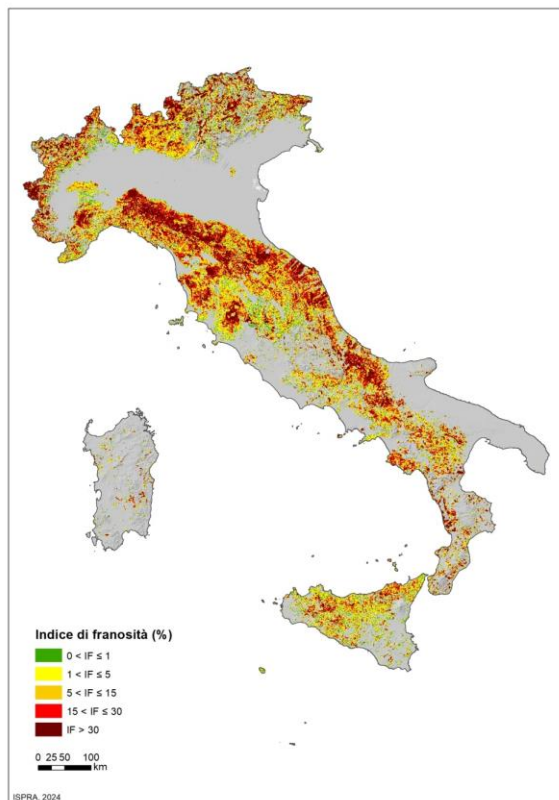 Indice di franosità (%)
0 < IF ≤ 1
1 < IF ≤ 5
5 < IF ≤ 15
15 < IF ≤ 30
IF > 30
0 25 50 100
km
ISPRA, 2024